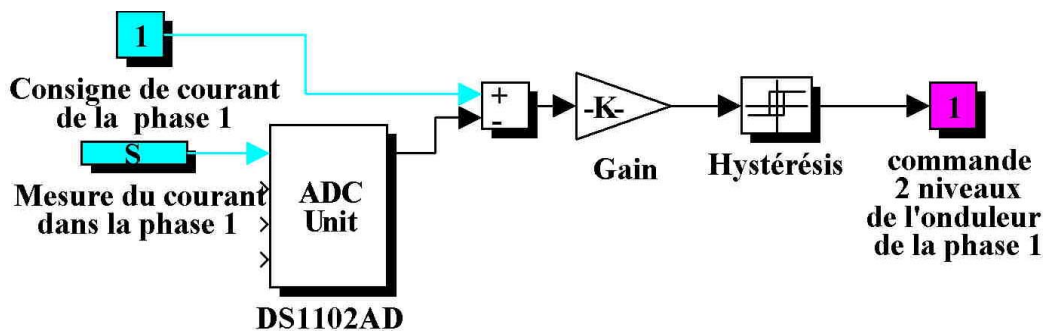 1
Consigne de courant
de la phase 1
S
Mesure du courant
dans la phase 1
ADC
Unit
DS1102AD
+
-
-K-
Gain
Hystérésis
1
commande
2 niveaux
de l'onduleur
de la phase 1